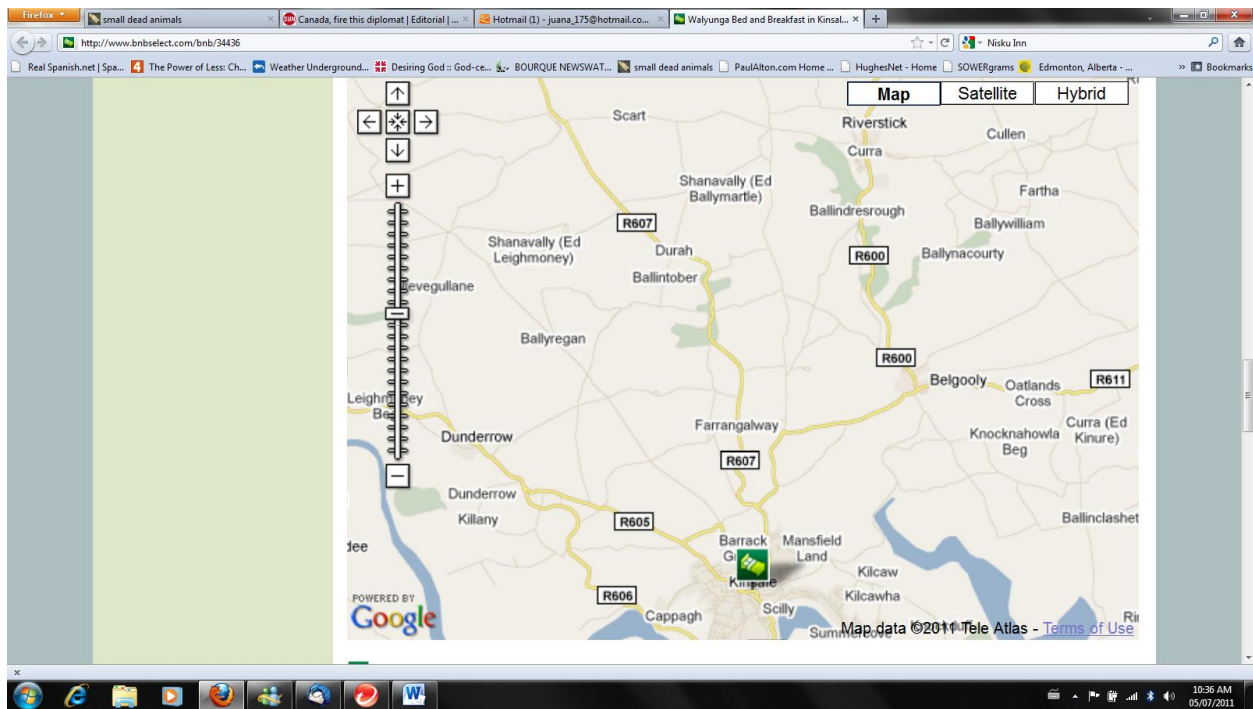 Firefox
small dead animals
Canada, fire this diplomat | Editorial | ...
Hotmail (1) - juana_175@hotmail.co...
Walyunga Bed and Breakfast in Kinsal...
http://www.bnbselect.com/bnb/34436
Nisku Inn
Real Spanish.net | Spa...
The Power of Less: Ch...
Weather Underground...
Desiring God :: God-ce...
BOURQUE NEWSWAT...
small dead animals
PaulAlton.com Home ...
HughesNet - Home
SOWERgrams
Edmonton, Alberta - ...
Bookmarks
Map
Satellite
Hybrid
Scart
Riverstick
Cullen
Curra
Shanavally (Ed
Ballymartle)
Fartha
Ballindresrough
R607
Ballywilliam
Shanavally (Ed
Leighmoney)
Durah
R600
Ballynacourty
Ballintober
evegullane
Ballyregan
R600
Belgooly
Oatlands
Cross
R611
Farrangalway
Curra (Ed
Kinure)
Knocknahowla
Beg
Dunderrow
R607
Dunderrow
Killany
R605
Ballinclashet
Barrack
Mansfield
Land
dee
Kinsale
Kilcaw
R606
Kilcawha
Cappagh
Scilly
POWERED BY
Google
Map data ©2011 Tele Atlas - Terms of Use
10:36 AM
05/07/2011